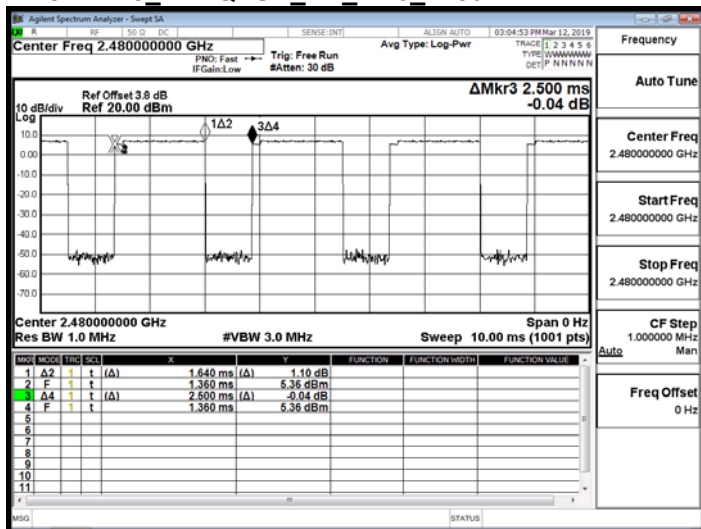 Agilent Spectrum Analyzer - Swept SA
R RF 50 Ω DC SENSE:INT ALIGN AUTO 03:04:53 PM Mar 12, 2019
Center Freq 2.480000000 GHz
PNO: Fast
IFGain:Low
Trig: Free Run
#Atten: 30 dB
Avg Type: Log-Pwr
TRACE 1 2 3 4 5 6
TYPE WWWWWW
DET P NNNNN
Frequency
Auto Tune
Ref Offset 3.8 dB
10 dB/div Ref 20.00 dBm
ΔMkr3 2.500 ms
-0.04 dB
Log
10.0
0.00
-10.0
-20.0
-30.0
-40.0
-50.0
-60.0
-70.0
1Δ2
3Δ4
Center 2.480000000 GHz Span 0 Hz
Res BW 1.0 MHz #VBW 3.0 MHz Sweep 10.00 ms (1001 pts)
MKR MODE TRC SCL X Y FUNCTION FUNCTION WIDTH FUNCTION VALUE
1 Δ2 1 t (Δ) 1.640 ms (Δ) 1.10 dB
2 F 1 t 1.360 ms 5.36 dBm
3 Δ4 1 t (Δ) 2.500 ms (Δ) -0.04 dB
4 F 1 t 1.360 ms 5.36 dBm
5
6
7
8
9
10
11
Center Freq
2.480000000 GHz
Start Freq
2.480000000 GHz
Stop Freq
2.480000000 GHz
CF Step
1.000000 MHz
Auto Man
Freq Offset
0 Hz
MSG STATUS